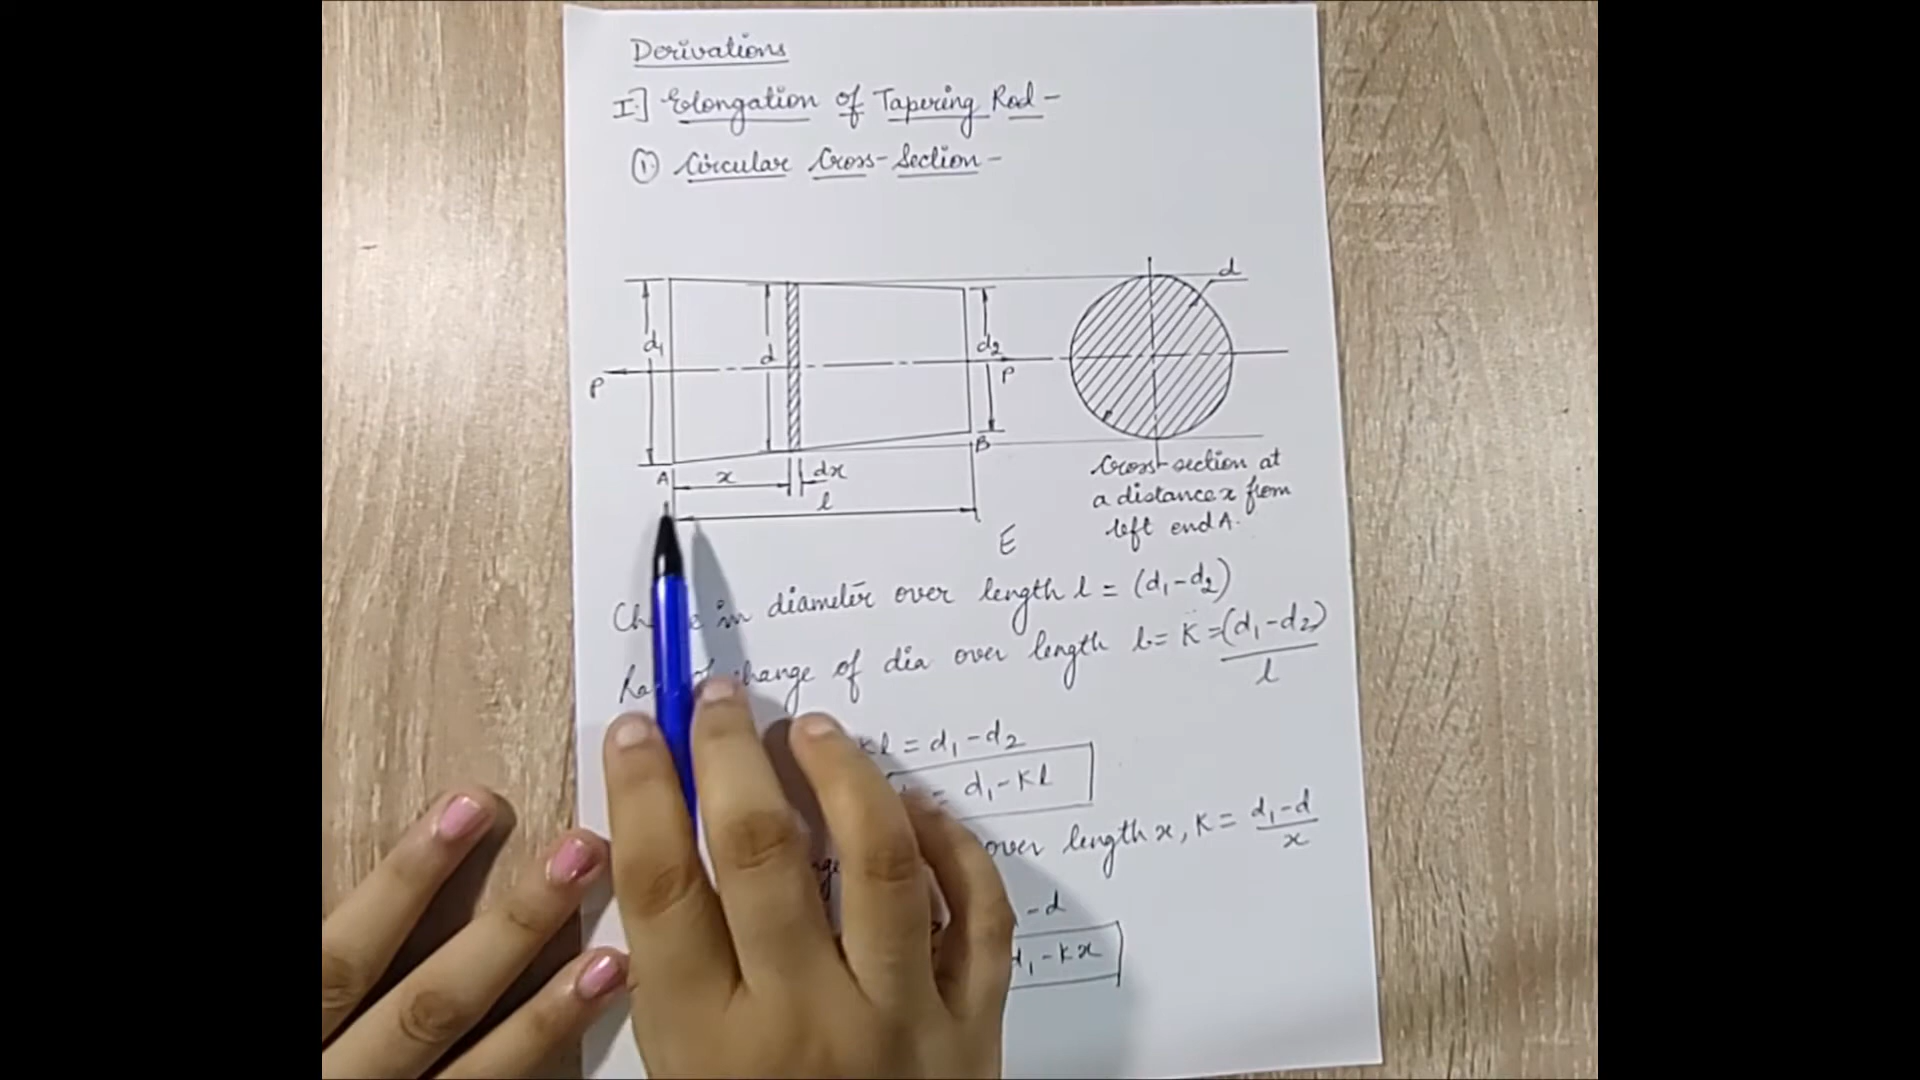 Derivations
I.] Elongation of Tapering Rod -
① Circular Cross-Section -
d
d₁
d
d₂
P
P
A
B
x
dx
l
Cross-section at
a distance x from
left end A.
E
in diameter over length l = (d₁-d₂)
change of dia over length l = K = (d₁-d₂)/l
Kl = d₁-d₂
= d₁-Kl
over length x, K = d₁-d/x
-d
d₁-Kx